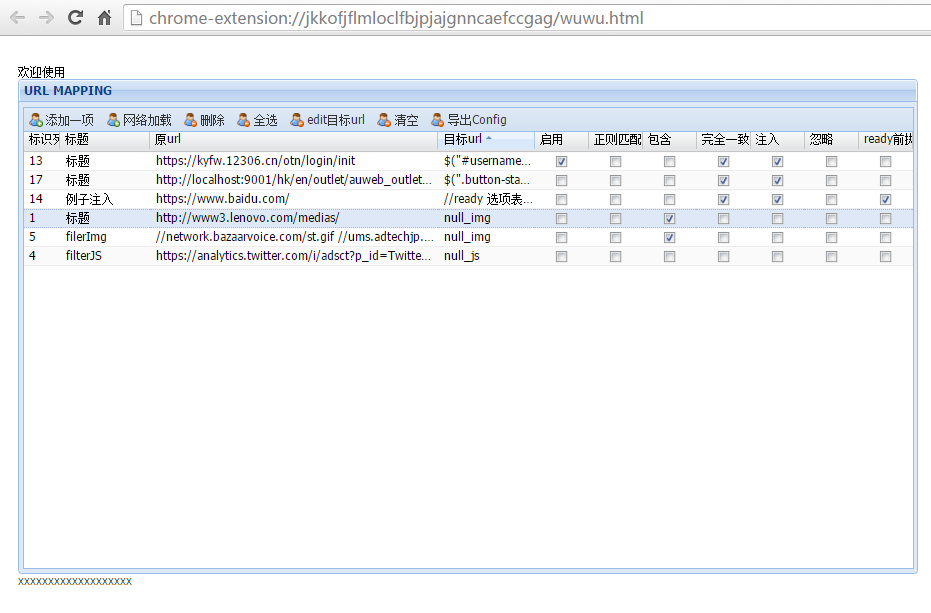 chrome-extension://jkkofjflmloclfbjpjajgnncaefccgag/wuwu.html
欢迎使用
URL MAPPING
添加一项 网络加载 删除 全选 edit目标url 清空 导出Config
标识列 标题 原url 目标url 启用 正则匹配 包含 完全一致 注入 忽略 ready前执
13 标题 https://kyfw.12306.cn/otn/login/init $("#username...
17 标题 http://localhost:9001/hk/en/outlet/auweb_outlet... $(".button-sta...
14 例子注入 https://www.baidu.com/ //ready 选项表...
1 标题 http://www3.lenovo.com/medias/ null_img
5 filerImg //network.bazaarvoice.com/st.gif //ums.adtechjp.... null_img
4 filterJS https://analytics.twitter.com/i/adsct?p_id=Twitte... null_js
xxxxxxxxxxxxxxxxxxx